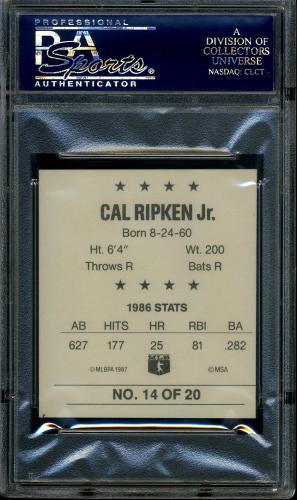 PROFESSIONAL
PSA
Sports
AUTHENTICATOR
A
DIVISION OF
COLLECTORS
UNIVERSE
NASDAQ: CLCT
★ ★ ★ ★
CAL RIPKEN Jr.
Born 8-24-60
Ht. 6'4" Wt. 200
Throws R Bats R
★ ★ ★ ★
1986 STATS
AB HITS HR RBI BA
627 177 25 81 .282
© MLBPA 1987 © MSA
NO. 14 OF 20